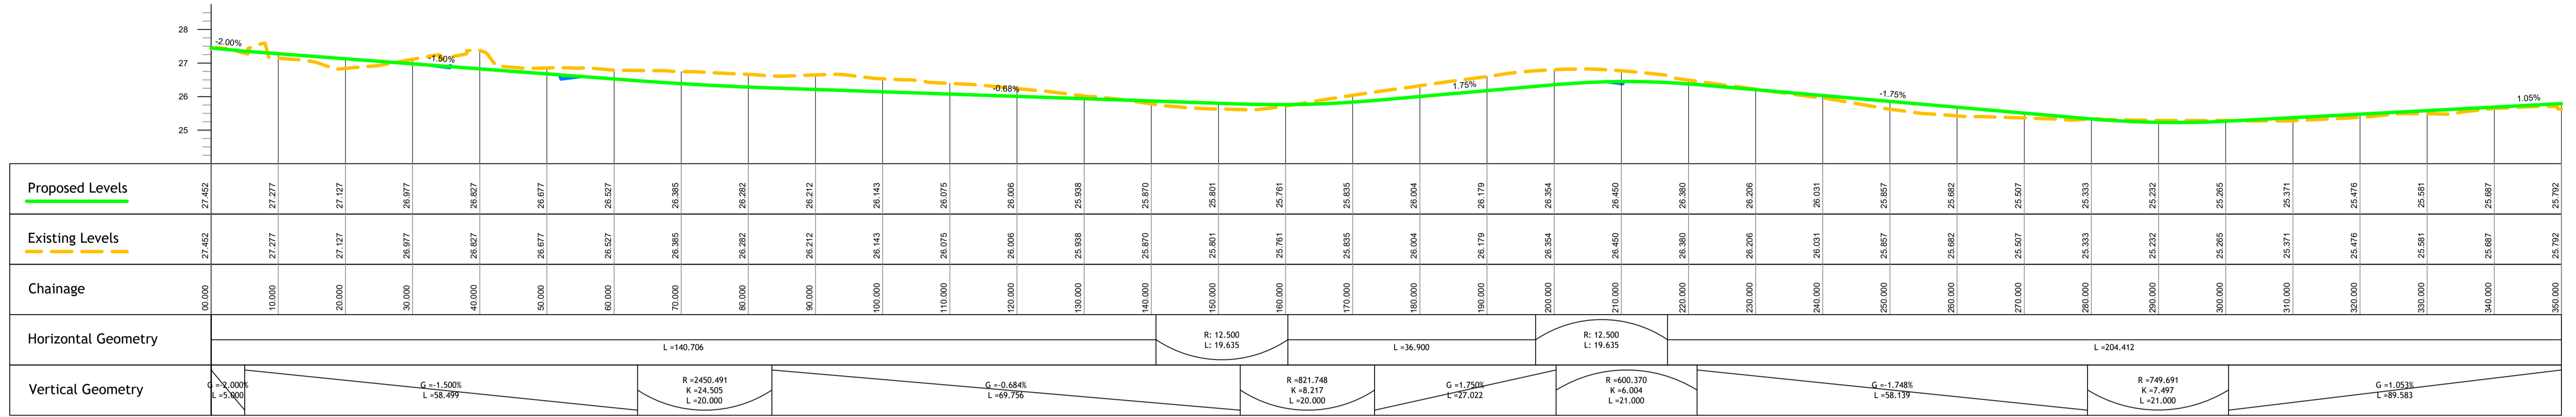 28
27
26
25
-2.00%
-1.50%
-0.68%
1.75%
-1.75%
1.05%
Proposed Levels
27.452 27.277 27.127 26.977 26.827 26.677 26.527 26.385 26.282 26.212 26.143 26.075 26.006 25.938 25.870 25.801 25.761 25.835 26.004 26.179 26.354 26.450 26.380 26.206 26.031 25.857 25.682 25.507 25.333 25.232 25.265 25.371 25.476 25.581 25.687 25.792
Existing Levels
27.452 27.277 27.127 26.977 26.827 26.677 26.527 26.385 26.282 26.212 26.143 26.075 26.006 25.938 25.870 25.801 25.761 25.835 26.004 26.179 26.354 26.450 26.380 26.206 26.031 25.857 25.682 25.507 25.333 25.232 25.265 25.371 25.476 25.581 25.687 25.792
Chainage
00.000 10.000 20.000 30.000 40.000 50.000 60.000 70.000 80.000 90.000 100.000 110.000 120.000 130.000 140.000 150.000 160.000 170.000 180.000 190.000 200.000 210.000 220.000 230.000 240.000 250.000 260.000 270.000 280.000 290.000 300.000 310.000 320.000 330.000 340.000 350.000
Horizontal Geometry
L =140.706
R: 12.500
L: 19.635
L =36.900
R: 12.500
L: 19.635
L =204.412
Vertical Geometry
G =-2.000%
L =5.000
G =-1.500%
L =58.499
R =2450.491
K =24.505
L =20.000
G =-0.684%
L =69.756
R =821.748
K =8.217
L =20.000
G =1.750%
L =27.022
R =600.370
K =6.004
L =21.000
G =-1.748%
L =58.139
R =749.691
K =7.497
L =21.000
G =1.053%
L =89.583